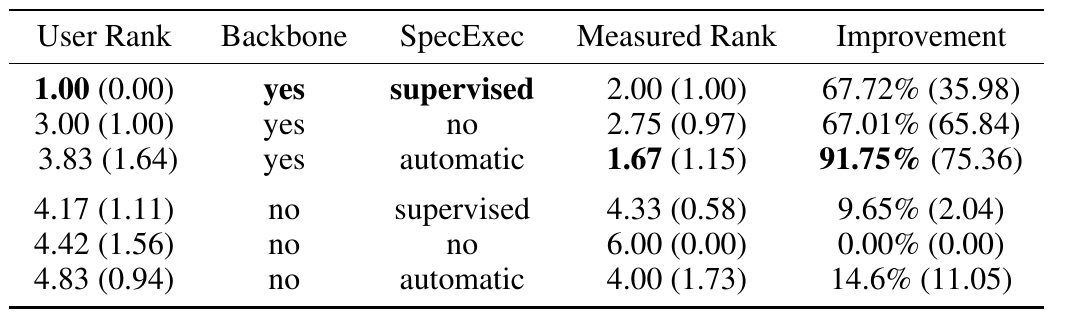 User Rank Backbone SpecExec Measured Rank Improvement
1.00 (0.00) yes supervised 2.00 (1.00) 67.72% (35.98)
3.00 (1.00) yes no 2.75 (0.97) 67.01% (65.84)
3.83 (1.64) yes automatic 1.67 (1.15) 91.75% (75.36)
4.17 (1.11) no supervised 4.33 (0.58) 9.65% (2.04)
4.42 (1.56) no no 6.00 (0.00) 0.00% (0.00)
4.83 (0.94) no automatic 4.00 (1.73) 14.6% (11.05)